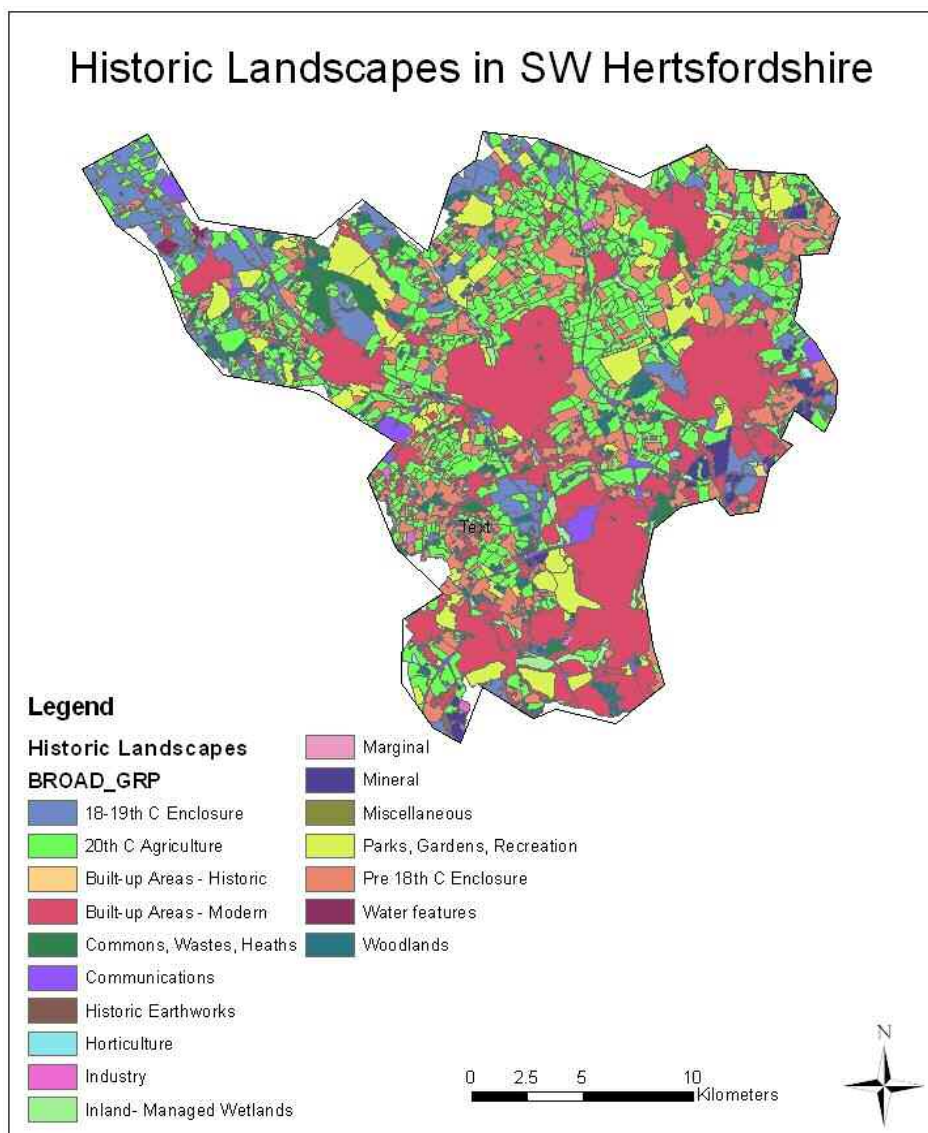 Historic Landscapes in SW Hertsfordshire
Text
Legend
Historic Landscapes
BROAD_GRP
18-19th C Enclosure
20th C Agriculture
Built-up Areas - Historic
Built-up Areas - Modern
Commons, Wastes, Heaths
Communications
Historic Earthworks
Horticulture
Industry
Inland- Managed Wetlands
Marginal
Mineral
Miscellaneous
Parks, Gardens, Recreation
Pre 18th C Enclosure
Water features
Woodlands
0 2.5 5 10
Kilometers
N